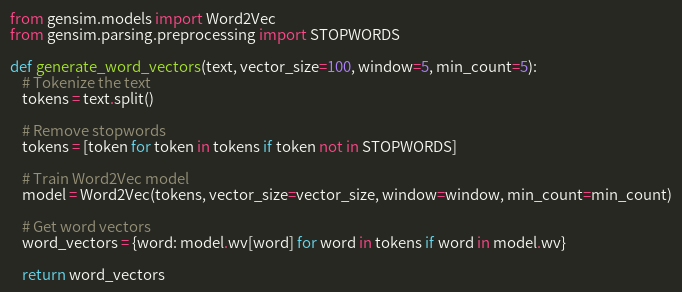 from gensim.models import Word2Vec
from gensim.parsing.preprocessing import STOPWORDS
def generate_word_vectors(text, vector_size=100, window=5, min_count=5):
# Tokenize the text
tokens = text.split()
# Remove stopwords
tokens = [token for token in tokens if token not in STOPWORDS]
# Train Word2Vec model
model = Word2Vec(tokens, vector_size=vector_size, window=window, min_count=min_count)
# Get word vectors
word_vectors = {word: model.wv[word] for word in tokens if word in model.wv}
return word_vectors